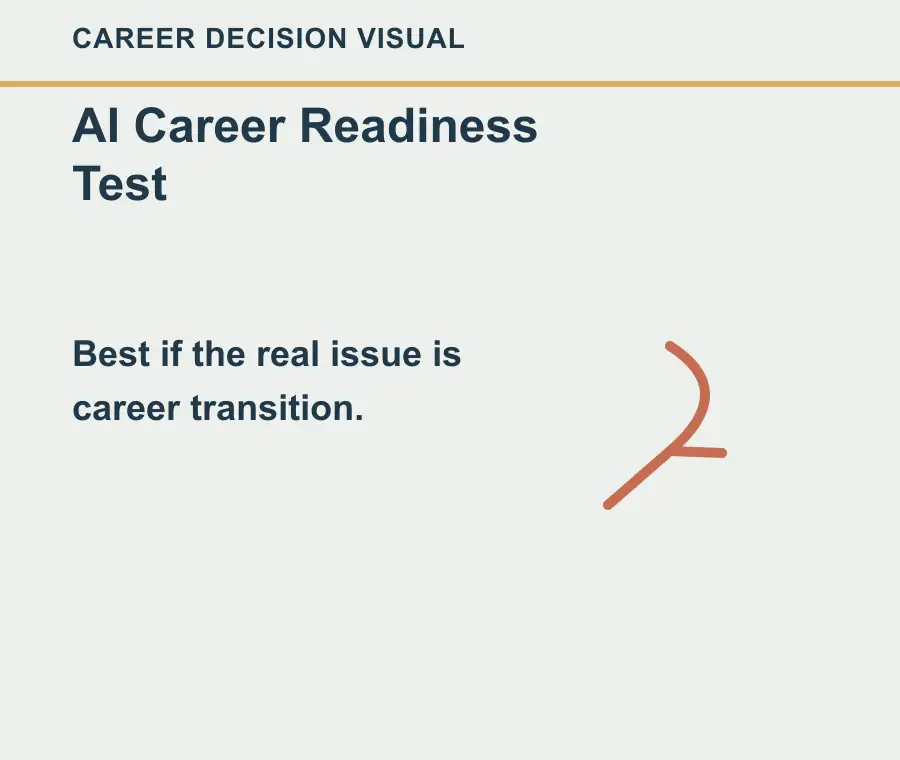 CAREER DECISION VISUAL
AI Career Readiness
Test
Best if the real issue is
career transition.